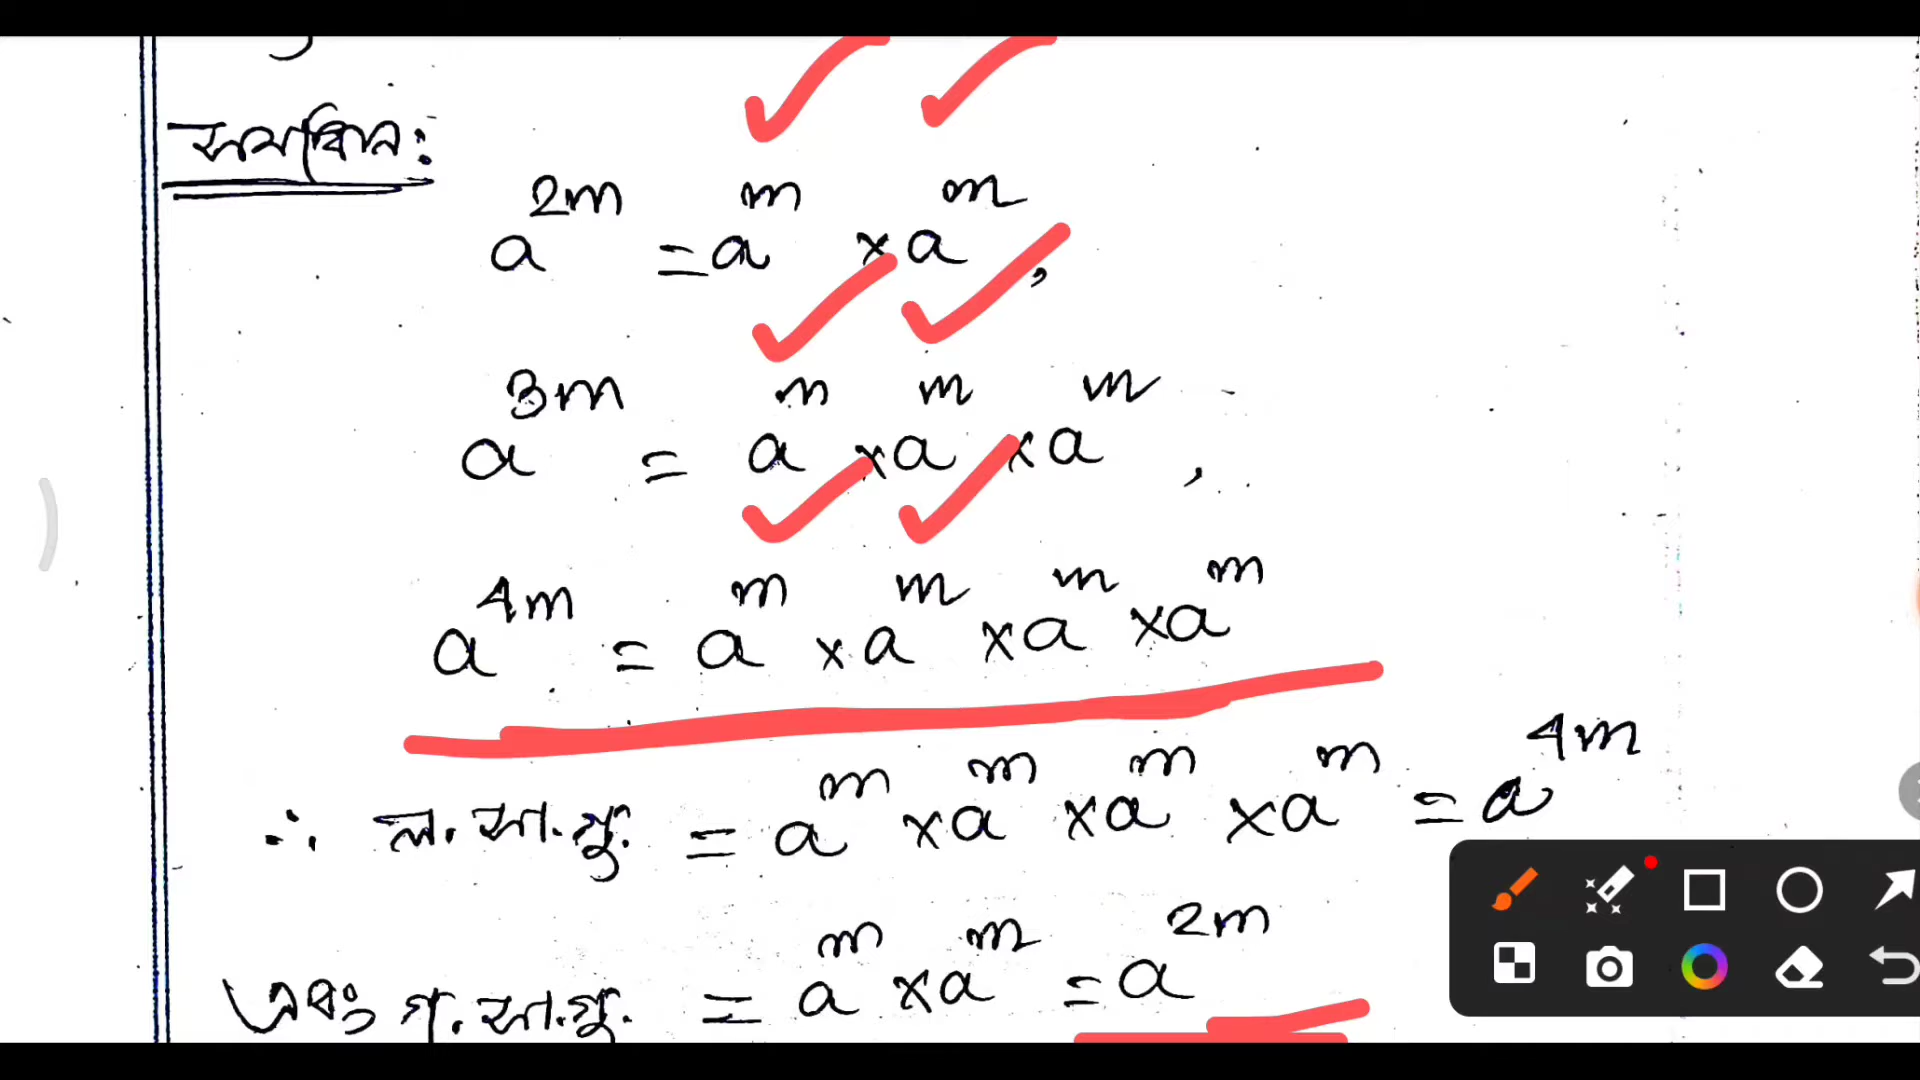 সমাধান:
a^{2m} = a^m × a^m,
a^{3m} = a^m × a^m × a^m,
a^{4m} = a^m × a^m × a^m × a^m
∴ ল. সা. গু. = a^m × a^m × a^m × a^m = a^{4m}
এবং গ. সা. গু. = a^m × a^m = a^{2m}